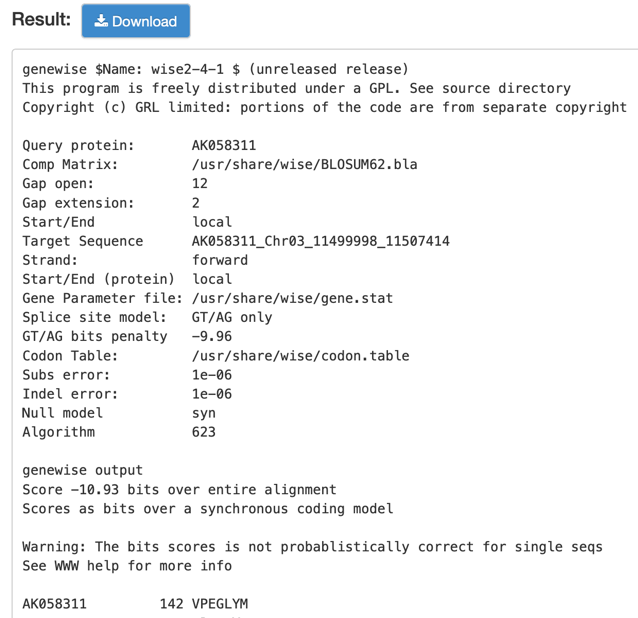 Result: Download
genewise $Name: wise2-4-1 $ (unreleased release)
This program is freely distributed under a GPL. See source directory
Copyright (c) GRL limited: portions of the code are from separate copyright
Query protein: AK058311
Comp Matrix: /usr/share/wise/BLOSUM62.bla
Gap open: 12
Gap extension: 2
Start/End local
Target Sequence AK058311_Chr03_11499998_11507414
Strand: forward
Start/End (protein) local
Gene Parameter file: /usr/share/wise/gene.stat
Splice site model: GT/AG only
GT/AG bits penalty -9.96
Codon Table: /usr/share/wise/codon.table
Subs error: 1e-06
Indel error: 1e-06
Null model syn
Algorithm 623
genewise output
Score -10.93 bits over entire alignment
Scores as bits over a synchronous coding model
Warning: The bits scores is not probablistically correct for single seqs
See WWW help for more info
AK058311 142 VPEGLYM